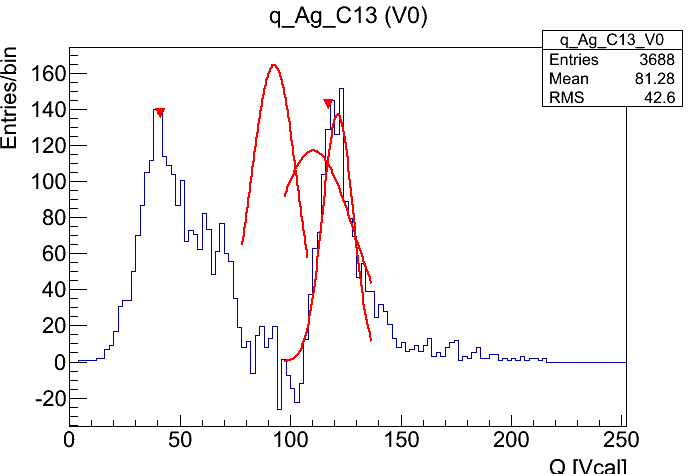 q_Ag_C13 (V0)
q_Ag_C13_V0
Entries 3688
Mean 81.28
RMS 42.6
Entries/bin
160
140
120
100
80
60
40
20
0
-20
0 50 100 150 200 250
Q [Vcal]